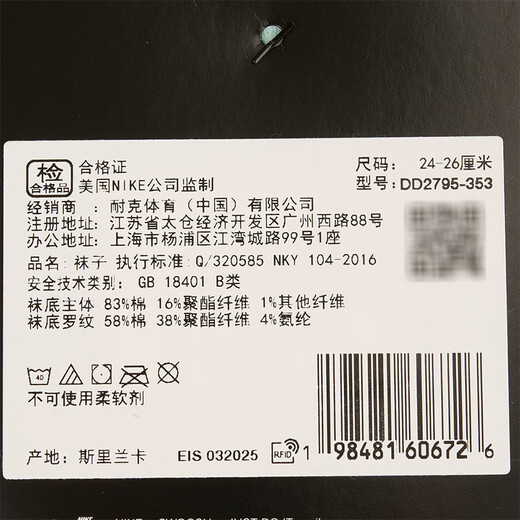 检
合格品
合格证
美国NIKE公司监制
尺码: 24-26厘米
型号: DD2795-353
经销商 : 耐克体育（中国）有限公司
注册地址: 江苏省太仓经济开发区广州西路88号
办公地址: 上海市杨浦区江湾城路99号1座
品名: 袜子 执行标准: Q/320585 NKY 104-2016
安全技术类别: GB 18401 B类
袜底主体 83%棉 16%聚酯纤维 1%其他纤维
袜底罗纹 58%棉 38%聚酯纤维 4%氨纶
40
不可使用柔软剂
产地: 斯里兰卡
EIS 032025
RFID
1 98481 60672 6